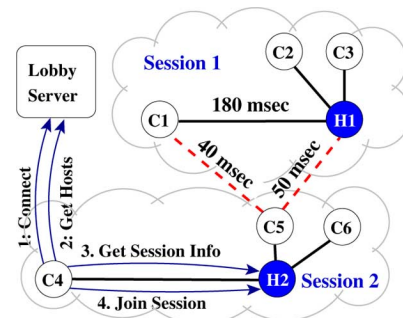 C2
C3
Session 1
Lobby
Server
180 msec
C1
H1
40 msec
50 msec
1: Connect
2: Get Hosts
C5
C6
3. Get Session Info
C4
H2
Session 2
4. Join Session